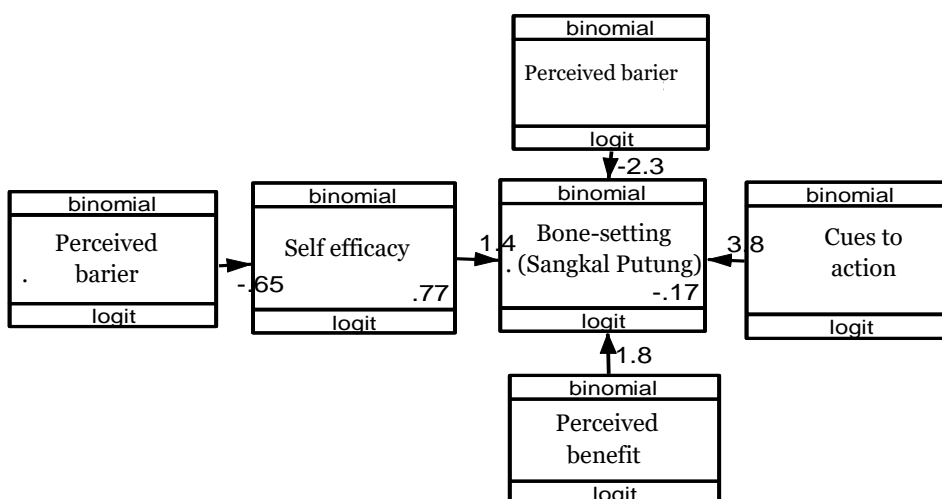 binomial
Perceived barier
logit
-2.3
binomial
Perceived
barier
.
logit
-.65
binomial
Self efficacy
.77
logit
1.4
binomial
Bone-setting
. (Sangkal Putung)
-.17
logit
3.8
binomial
Cues to
action
logit
1.8
binomial
Perceived
benefit
logit